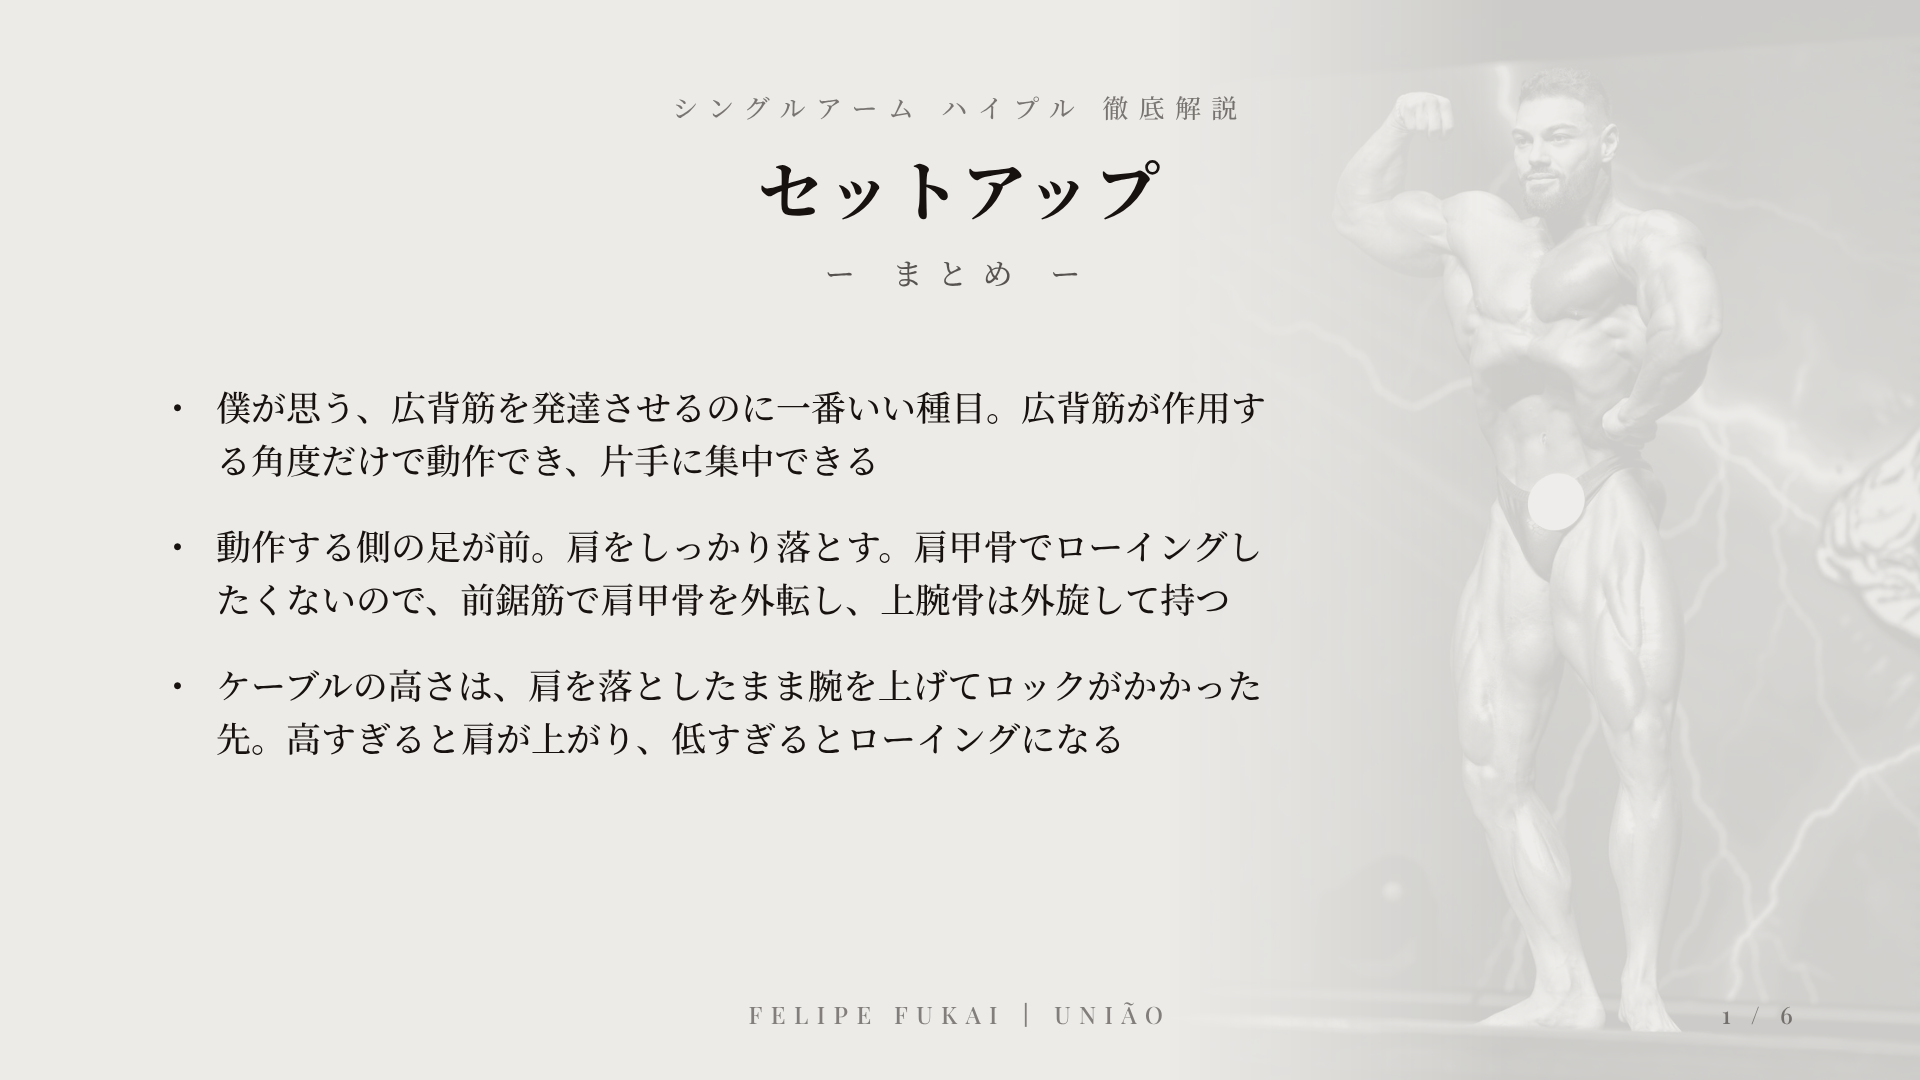 シングルアーム ハイプル 徹底解説
セットアップ
ー まとめ ー
・ 僕が思う、広背筋を発達させるのに一番いい種目。広背筋が作用す
る角度だけで動作でき、片手に集中できる
・ 動作する側の足が前。肩をしっかり落とす。肩甲骨でローイングし
たくないので、前鋸筋で肩甲骨を外転し、上腕骨は外旋して持つ
・ ケーブルの高さは、肩を落としたまま腕を上げてロックがかかった
先。高すぎると肩が上がり、低すぎるとローイングになる
FELIPE FUKAI | UNIÃO
1 / 6